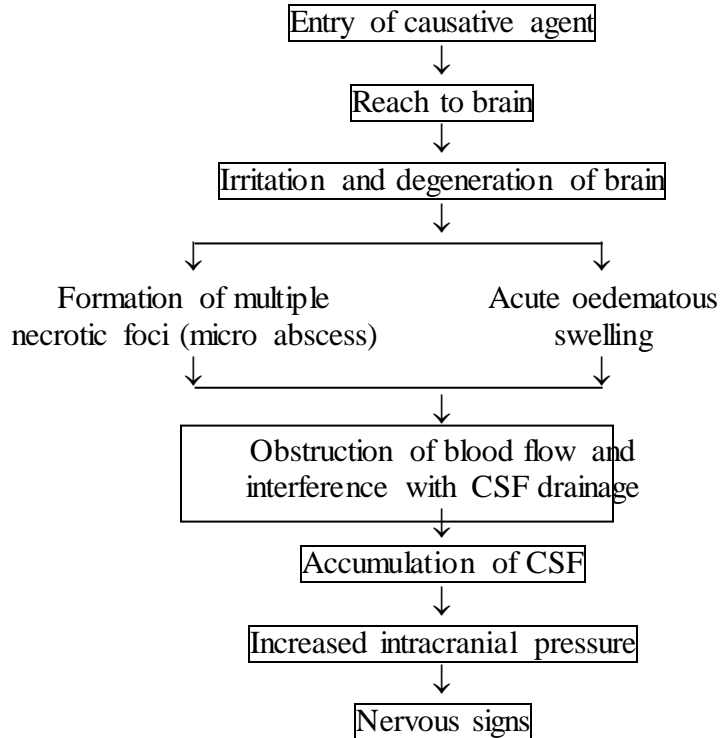 Entry of causative agent
Reach to brain
Irritation and degeneration of brain
Formation of multiple
necrotic foci (micro abscess)
Acute oedematous
swelling
Obstruction of blood flow and
interference with CSF drainage
Accumulation of CSF
Increased intracranial pressure
Nervous signs